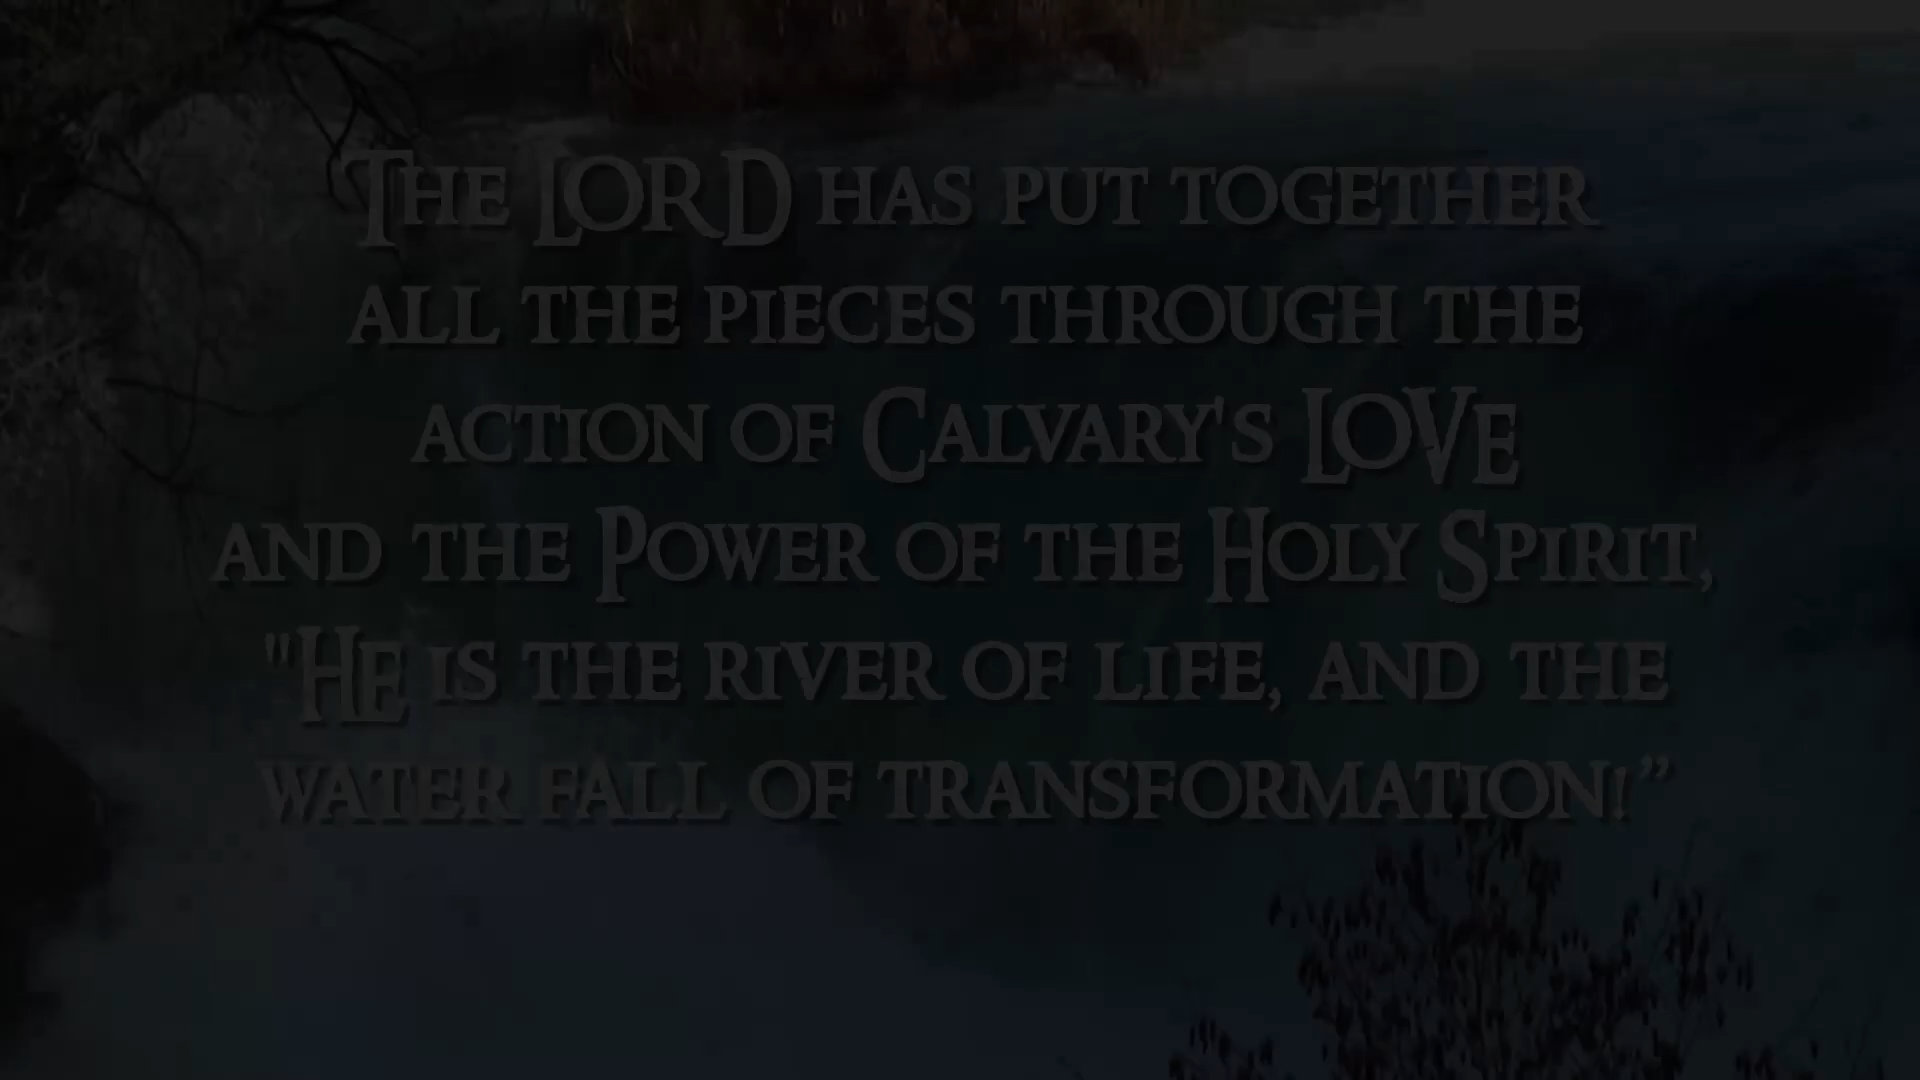 The LORD has put together
all the pieces through the
action of Calvary's LOVE
and the Power of the Holy Spirit,
"HE is the river of life, and the
water fall of transformation!”